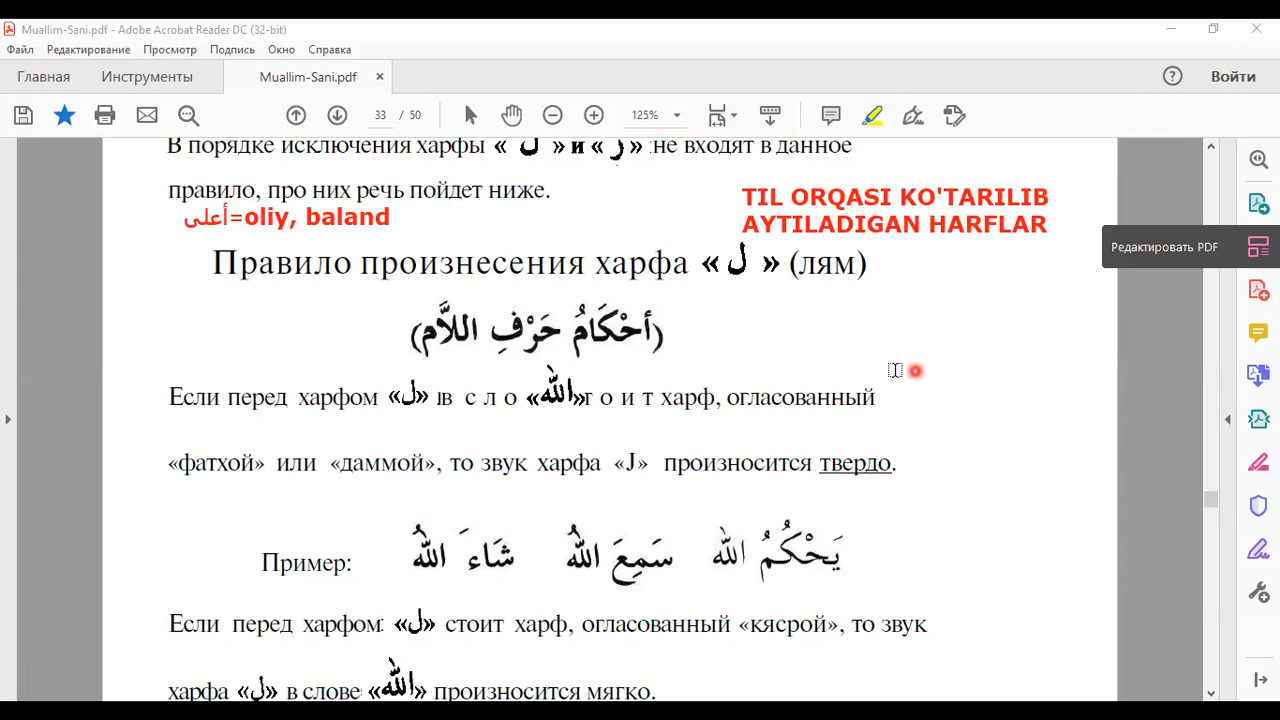 Muallim-Sani.pdf - Adobe Acrobat Reader DC (32-bit)
Файл Редактирование Просмотр Подпись Окно Справка
Главная Инструменты Muallim-Sani.pdf × Войти
33 / 50 125%
В порядке исключения харфы «ل» и «ر» не входят в данное
правило, про них речь пойдет ниже.
أعلى=oliy, baland
TIL ORQASI KO'TARILIB
AYTILADIGAN HARFLAR
Редактировать PDF
Правило произнесения харфа «ل» (лям)
(أحْكَامُ حَرْفِ اللَّام)
Если перед харфом «ل» в с л о «الله» т о и т харф, огласованный
«фатхой» или «даммой», то звук харфа «J» произносится твердо.
Пример: يَحْكُمُ الله سَمِعَ اللهُ شَاءَ اللهُ
Если перед харфом «ل» стоит харф, огласованный «кясрой», то звук
харфа «ل» в слове «الله» произносится мягко.